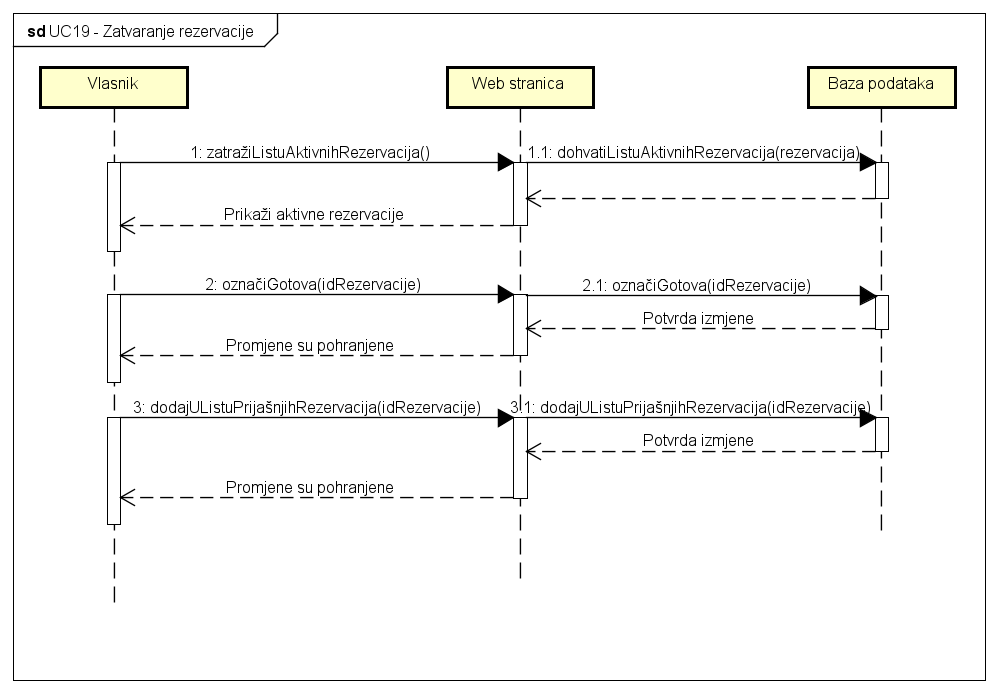 sd UC19 - Zatvaranje rezervacije
Vlasnik
Web stranica
Baza podataka
1: zatražiListuAktivnihRezervacija()
1.1: dohvatiListuAktivnihRezervacija(rezervacija)
Prikaži aktivne rezervacije
2: označiGotova(idRezervacije)
2.1: označiGotova(idRezervacije)
Potvrda izmjene
Promjene su pohranjene
3: dodajUListuPrijašnjihRezervacija(idRezervacije)
3.1: dodajUListuPrijašnjihRezervacija(idRezervacije)
Potvrda izmjene
Promjene su pohranjene